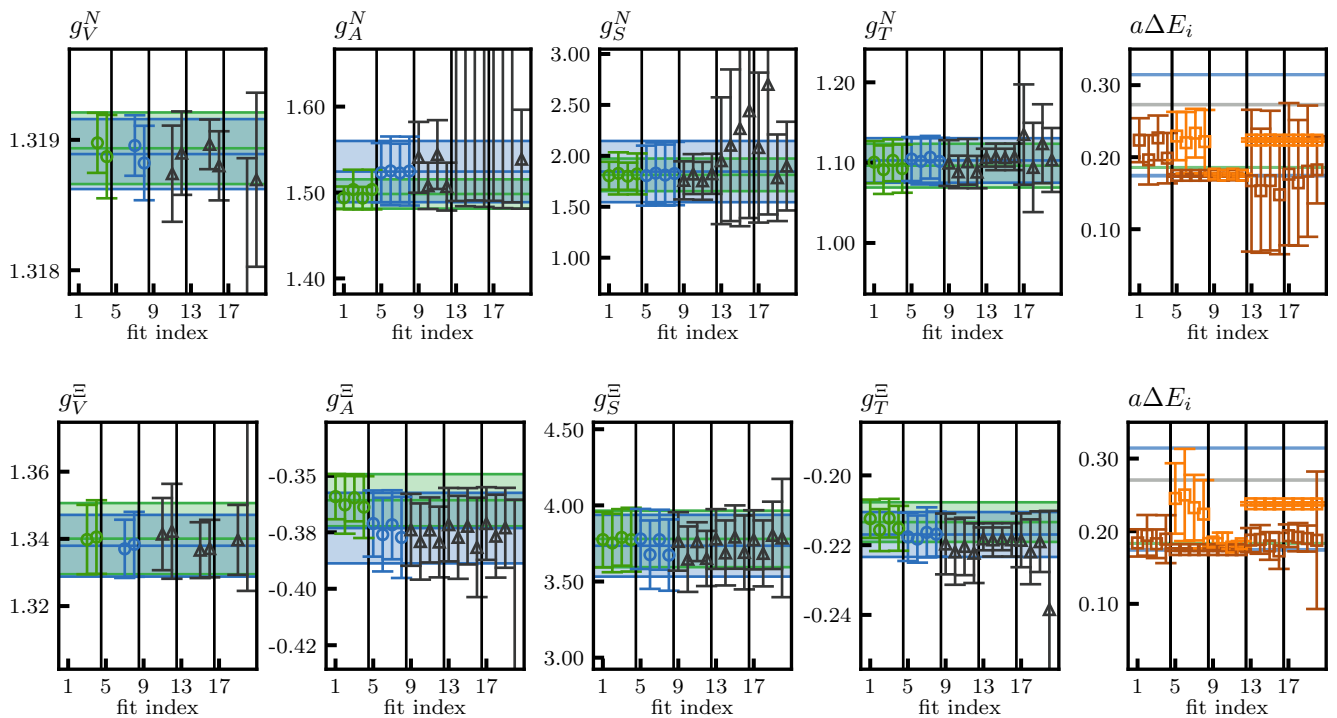 g_V^N g_A^N g_S^N g_T^N aΔE_i
1.319
1.318
1 5 9 13 17
fit index
1.60
1.50
1.40
1 5 9 13 17
fit index
3.00
2.50
2.00
1.50
1.00
1 5 9 13 17
fit index
1.20
1.10
1.00
1 5 9 13 17
fit index
0.30
0.20
0.10
1 5 9 13 17
fit index
g_V^Ξ g_A^Ξ g_S^Ξ g_T^Ξ aΔE_i
1.36
1.34
1.32
1 5 9 13 17
fit index
-0.35
-0.38
-0.40
-0.42
1 5 9 13 17
fit index
4.50
4.00
3.50
3.00
1 5 9 13 17
fit index
-0.20
-0.22
-0.24
1 5 9 13 17
fit index
0.30
0.20
0.10
1 5 9 13 17
fit index